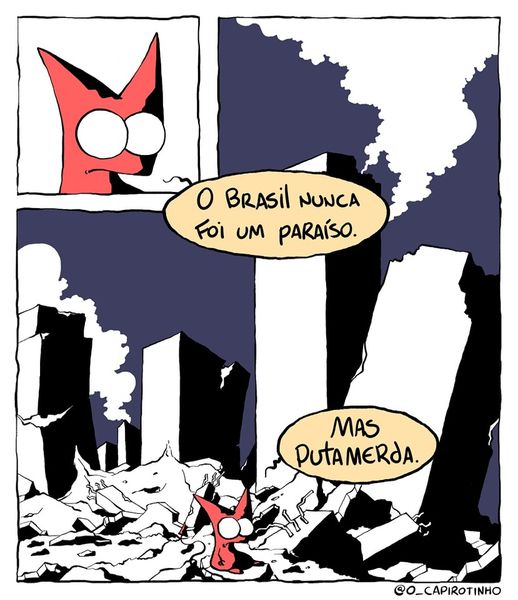 O BRASIL NUNCA
FOI UM PARAÍSO.
MAS
PUTAMERDA.
@O_CAPIROTINHO